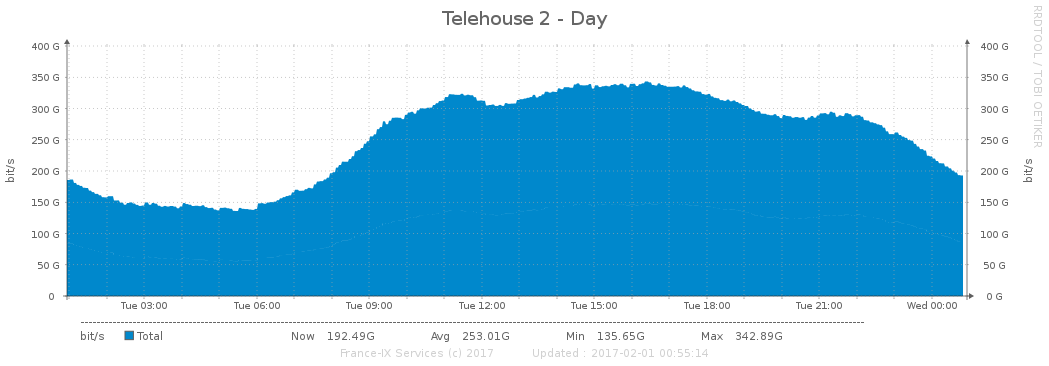 Telehouse 2 - Day
RRDTOOL / TOBI OETIKER
bit/s
400 G 400 G
350 G 350 G
300 G 300 G
250 G 250 G
200 G 200 G
150 G 150 G
100 G 100 G
50 G 50 G
0 0 G
bit/s
Tue 03:00 Tue 06:00 Tue 09:00 Tue 12:00 Tue 15:00 Tue 18:00 Tue 21:00 Wed 00:00
bit/s Total Now 192.49G Avg 253.01G Min 135.65G Max 342.89G
France-IX Services (c) 2017 Updated : 2017-02-01 00:55:14